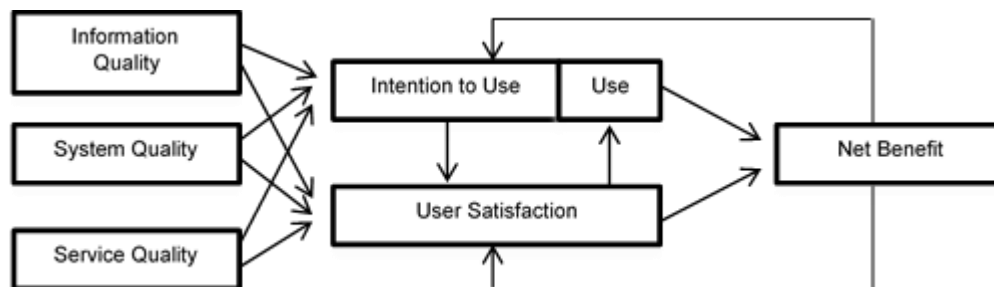 Information
Quality
Intention to Use
Use
System Quality
Net Benefit
User Satisfaction
Service Quality